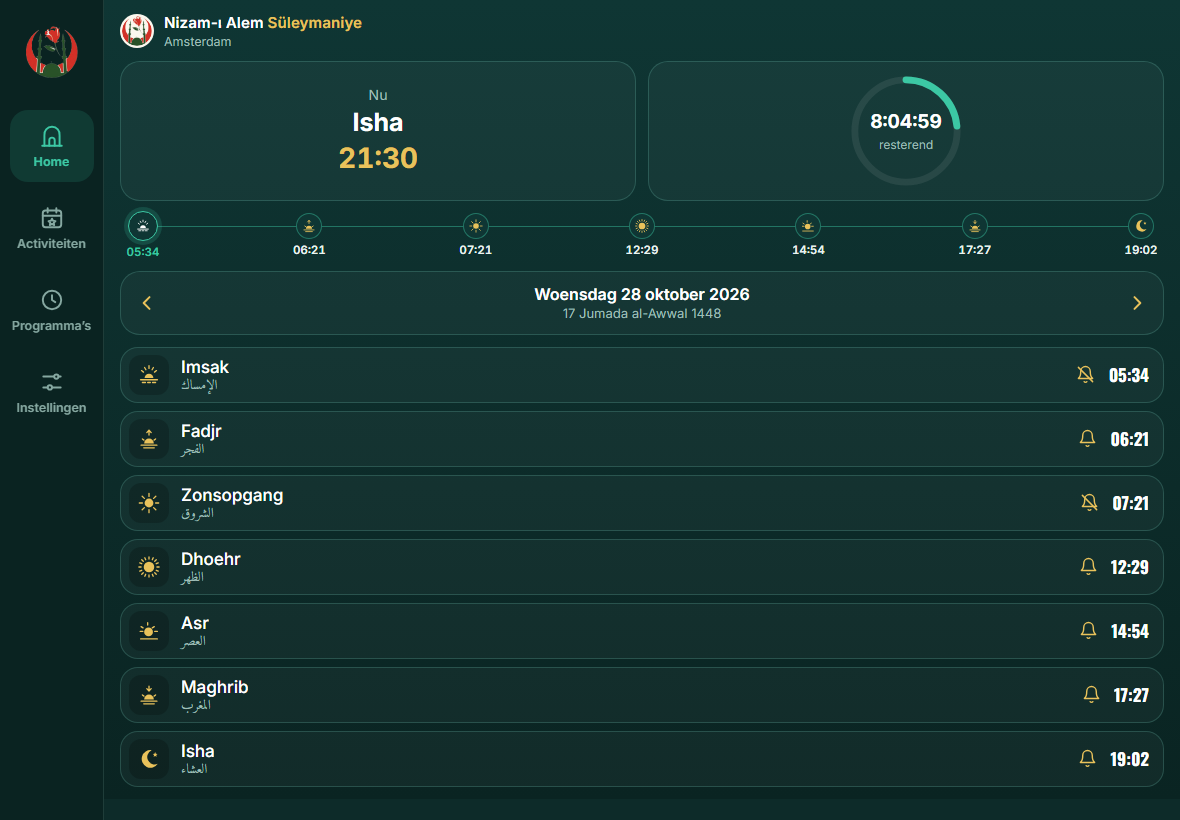 Nizam-ı Alem Süleymaniye
Amsterdam
Home
Activiteiten
Programma's
Instellingen
Nu
Isha
21:30
8:04:59
resterend
05:34
06:21
07:21
12:29
14:54
17:27
19:02
Woensdag 28 oktober 2026
17 Jumada al-Awwal 1448
Imsak
الإمساك
05:34
Fadjr
الفجر
06:21
Zonsopgang
الشروق
07:21
Dhoehr
الظهر
12:29
Asr
العصر
14:54
Maghrib
المغرب
17:27
Isha
العشاء
19:02